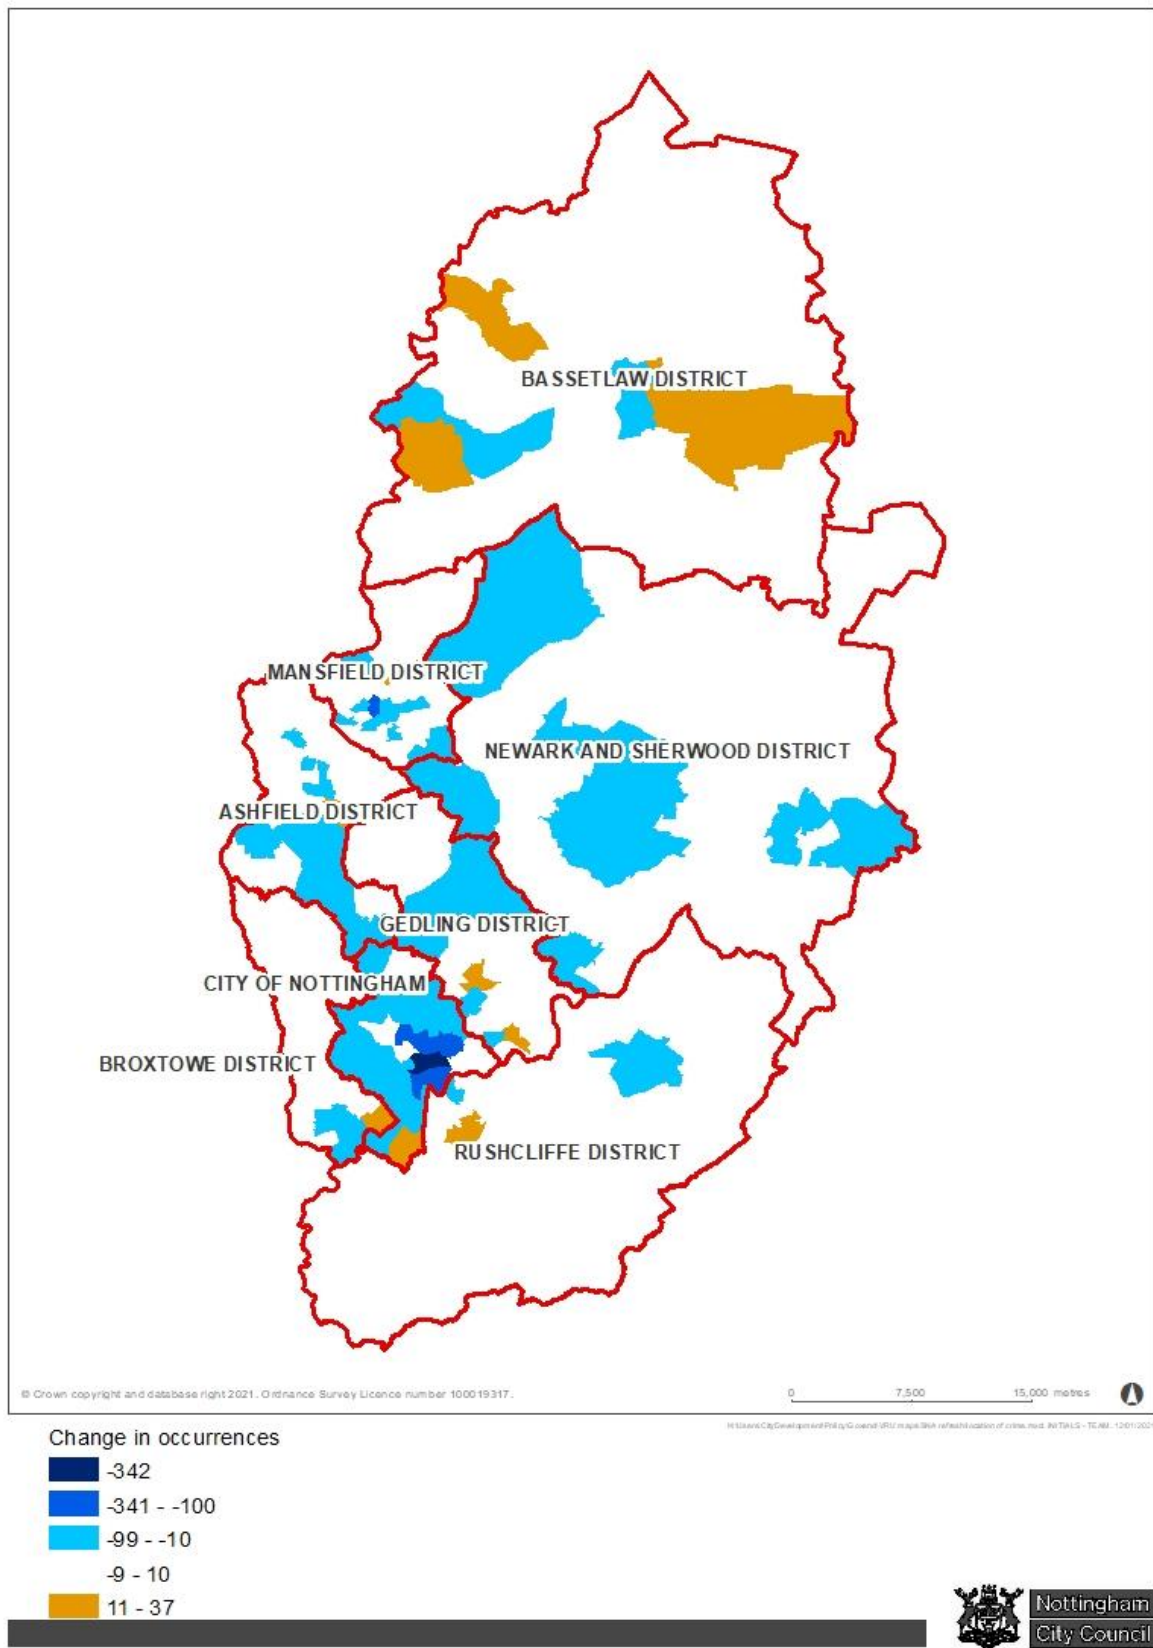 BASSETLAW DISTRICT
MANSFIELD DISTRICT
NEWARK AND SHERWOOD DISTRICT
ASHFIELD DISTRICT
GEDLING DISTRICT
CITY OF NOTTINGHAM
BROXTOWE DISTRICT
RUSHCLIFFE DISTRICT
© Crown copyright and database right 2021. Ordnance Survey Licence number 100019317.
0 7,500 15,000 metres
Change in occurrences
-342
-341 - -100
-99 - -10
-9 - 10
11 - 37
Nottingham
City Council